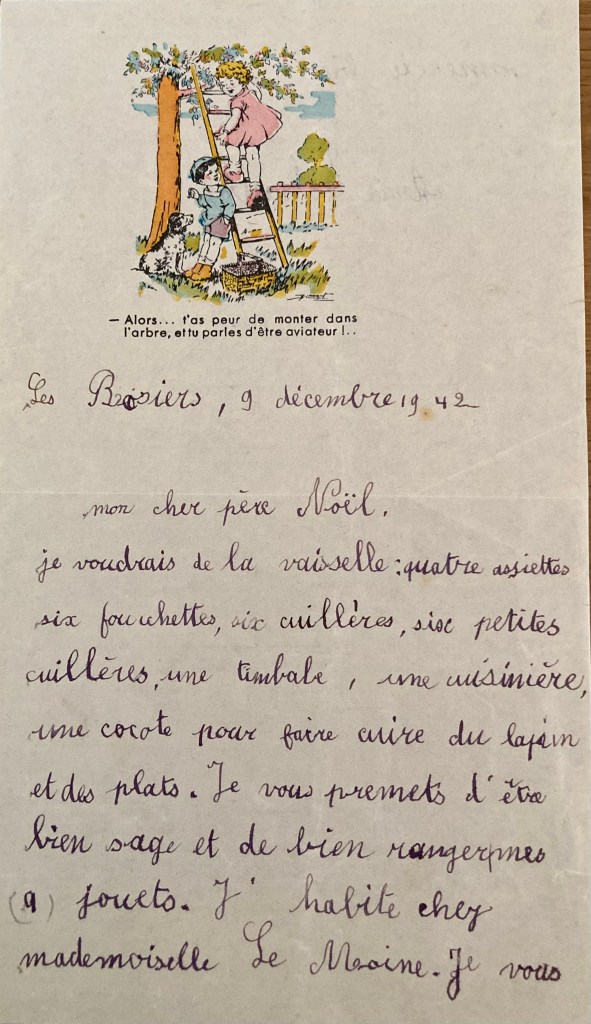 — Alors... t'as peur de monter dans
l'arbre, et tu parles d'être aviateur !..
Les Rosiers, 9 décembre 1942
mon cher père Noël.
je voudrais de la vaisselle : quatre assiettes
six fourchettes, six cuillères, six petites
cuillères, une timbale, une cuisinière,
une cocote pour faire cuire du lapin
et des plats. Je vous premets d'être
bien sage et de bien ranger mes
(9) jouets. J'habite chez
mademoiselle Le Moine. Je vous